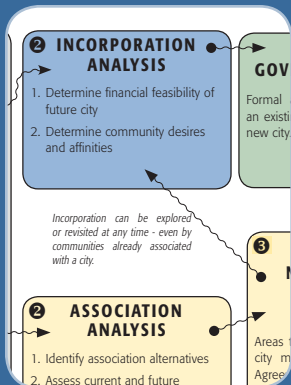 ❷ INCORPORATION
ANALYSIS
1. Determine financial feasibility of
future city
2. Determine community desires
and affinities
GOV
Formal
an existi
new city
Incorporation can be explored
or revisited at any time - even by
communities already associated
with a city.
❷ ASSOCIATION
ANALYSIS
1. Identify association alternatives
2. Assess current and future
❸
Areas
city m
Agree